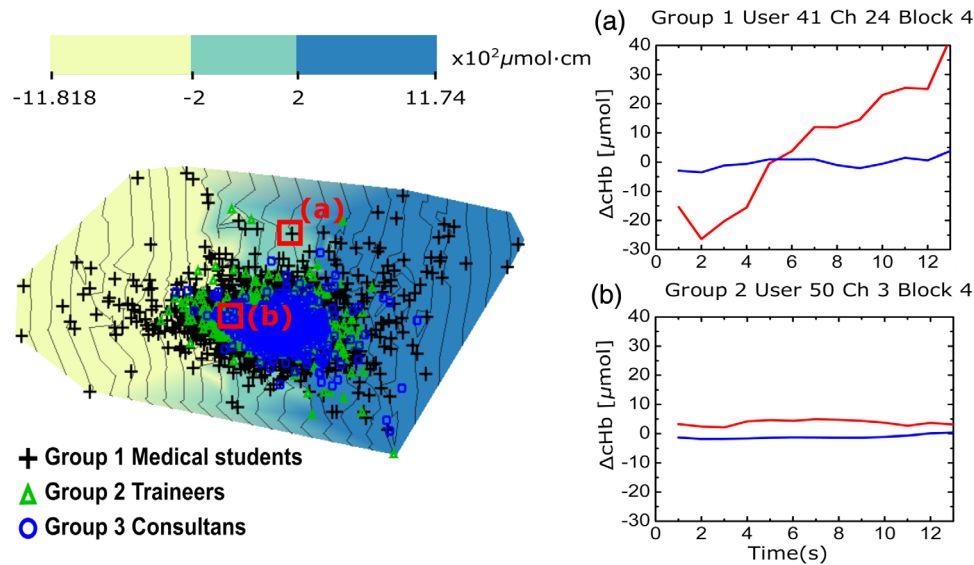 x10²µmol·cm
-11.818 -2 2 11.74
(a)
(b)
Group 1 Medical students
Group 2 Traineers
Group 3 Consultans
(a) Group 1 User 41 Ch 24 Block 4
ΔcHb [µmol]
40
30
20
10
0
-10
-20
-30
0 2 4 6 8 10 12
(b) Group 2 User 50 Ch 3 Block 4
ΔcHb [µmol]
40
30
20
10
0
-10
-20
-30
0 2 4 6 8 10 12
Time(s)